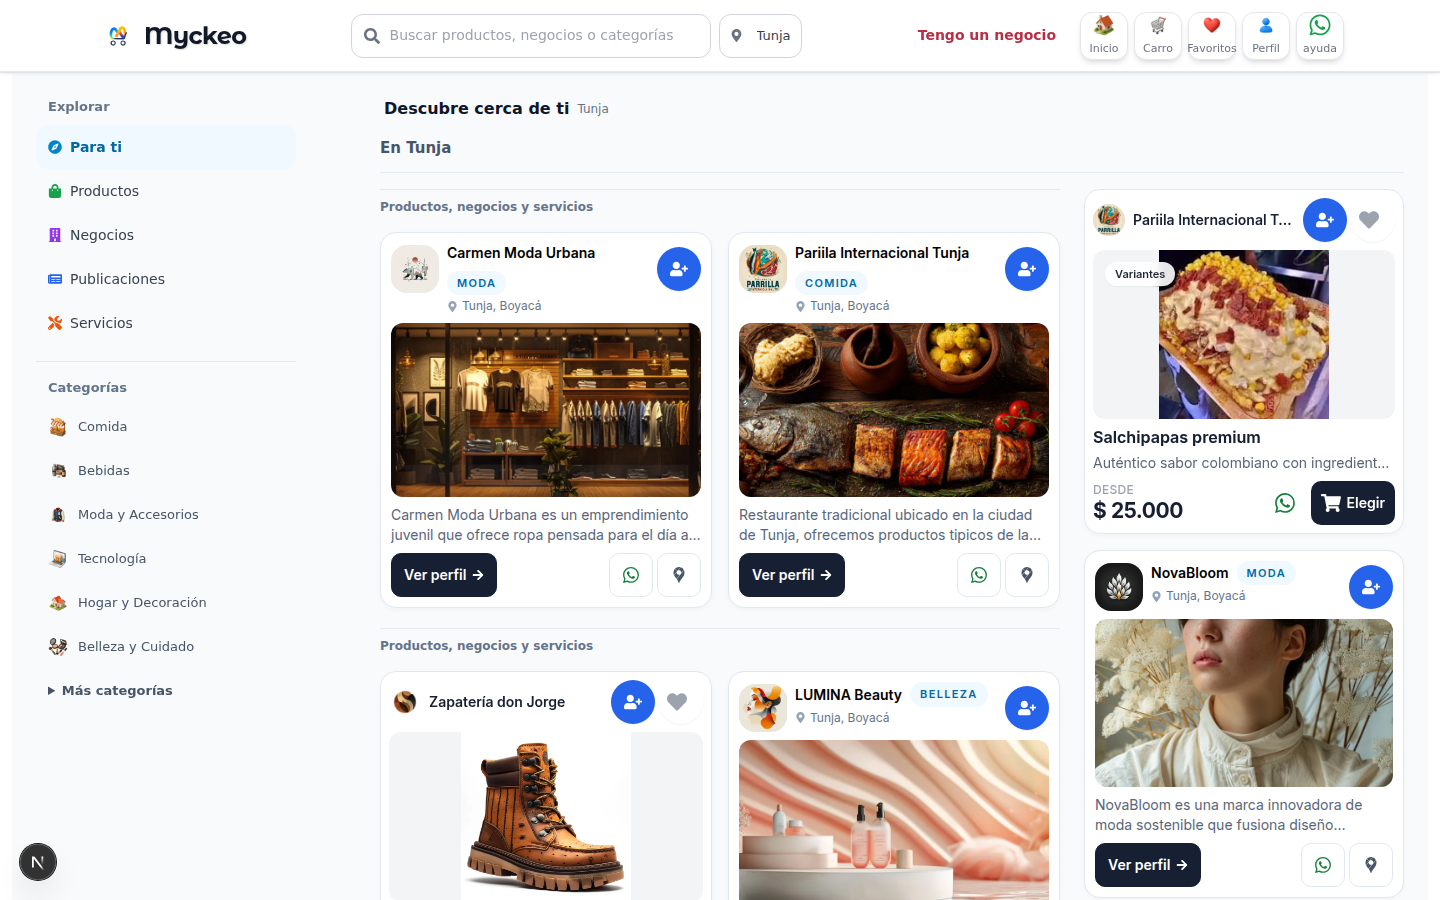 Myckeo
Buscar productos, negocios o categorías
Tunja
Tengo un negocio
Inicio
Carro
Favoritos
Perfil
ayuda
Explorar
Para ti
Productos
Negocios
Publicaciones
Servicios
Categorías
Comida
Bebidas
Moda y Accesorios
Tecnología
Hogar y Decoración
Belleza y Cuidado
Más categorías
N
Descubre cerca de ti Tunja
En Tunja
Productos, negocios y servicios
Carmen Moda Urbana
MODA
Tunja, Boyacá
Carmen Moda Urbana es un emprendimiento
juvenil que ofrece ropa pensada para el día a...
Ver perfil →
PARRILLA
Pariila Internacional Tunja
COMIDA
Tunja, Boyacá
Restaurante tradicional ubicado en la ciudad
de Tunja, ofrecemos productos tipicos de la...
Ver perfil →
Productos, negocios y servicios
Zapatería don Jorge
LUMINA Beauty
BELLEZA
Tunja, Boyacá
PARRILLA
Pariila Internacional T...
Variantes
Salchipapas premium
Auténtico sabor colombiano con ingredient...
DESDE
$ 25.000
Elegir
NovaBloom
MODA
Tunja, Boyacá
NovaBloom es una marca innovadora de
moda sostenible que fusiona diseño...
Ver perfil →